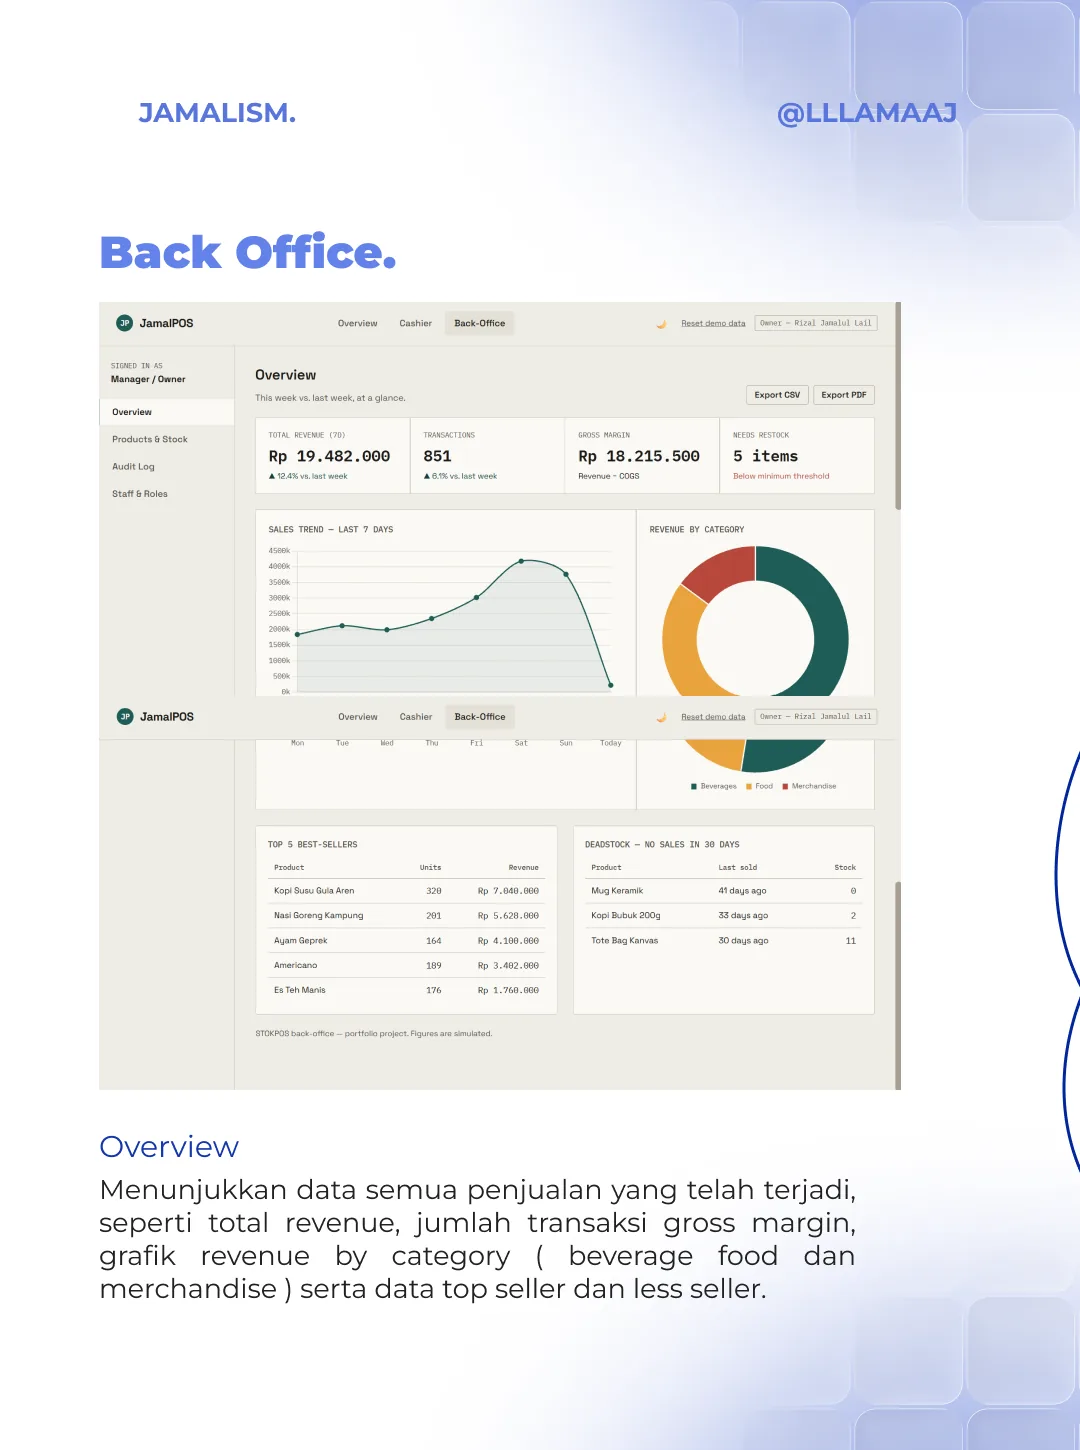 JAMALISM.
@LLLAMAAJ
Back Office.
JP JamalPOS
Overview Cashier Back-Office
Reset demo data
Owner — Rizal Jamalul Lail
SIGNED IN AS
Manager / Owner
Overview
Products & Stock
Audit Log
Staff & Roles
Overview
This week vs. last week, at a glance.
Export CSV Export PDF
TOTAL REVENUE (7D)
Rp 19.482.000
▲ 12.4% vs. last week
TRANSACTIONS
851
▲ 6.1% vs. last week
GROSS MARGIN
Rp 18.215.500
Revenue − COGS
NEEDS RESTOCK
5 items
Below minimum threshold
SALES TREND — LAST 7 DAYS
4500k
4000k
3500k
3000k
2500k
2000k
1500k
1000k
500k
0k
REVENUE BY CATEGORY
JP JamalPOS
Overview Cashier Back-Office
Reset demo data
Owner — Rizal Jamalul Lail
Mon Tue Wed Thu Fri Sat Sun Today
Beverages Food Merchandise
TOP 5 BEST-SELLERS
Product Units Revenue
Kopi Susu Gula Aren 320 Rp 7.040.000
Nasi Goreng Kampung 201 Rp 5.628.000
Ayam Geprek 164 Rp 4.100.000
Americano 189 Rp 3.402.000
Es Teh Manis 176 Rp 1.760.000
DEADSTOCK — NO SALES IN 30 DAYS
Product Last sold Stock
Mug Keramik 41 days ago 0
Kopi Bubuk 200g 33 days ago 2
Tote Bag Kanvas 30 days ago 11
STOKPOS back-office — portfolio project. Figures are simulated.
Overview
Menunjukkan data semua penjualan yang telah terjadi,
seperti total revenue, jumlah transaksi gross margin,
grafik revenue by category ( beverage food dan
merchandise ) serta data top seller dan less seller.